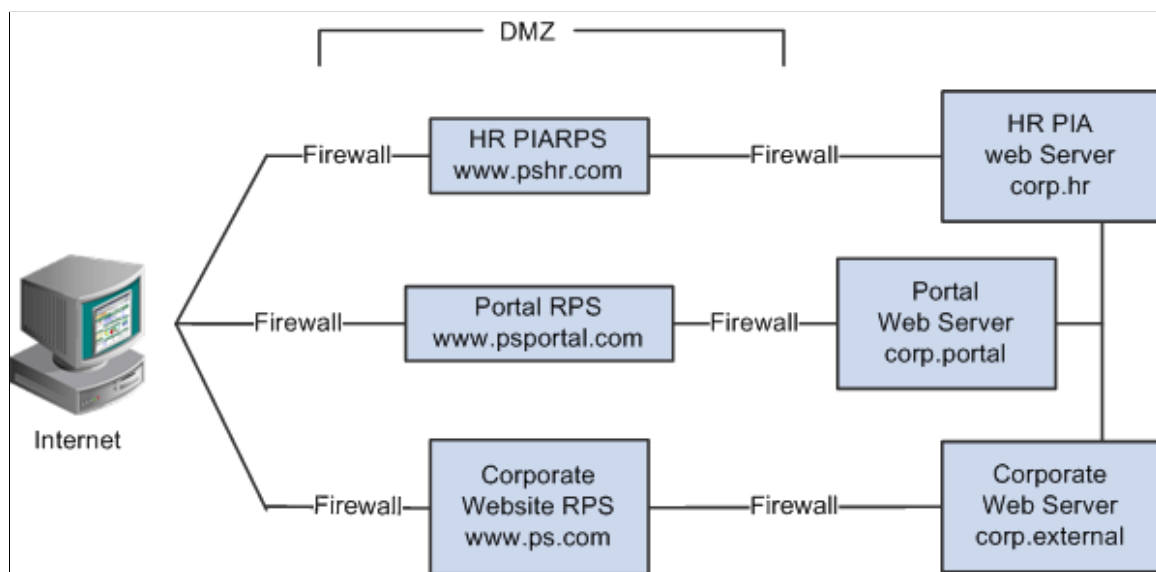 DMZ
Firewall
HR PIARPS
www.pshr.com
Firewall
HR PIA
web Server
corp.hr
Internet
Firewall
Portal RPS
www.psportal.com
Firewall
Portal
Web Server
corp.portal
Firewall
Corporate
Website RPS
www.ps.com
Firewall
Corporate
Web Server
corp.external